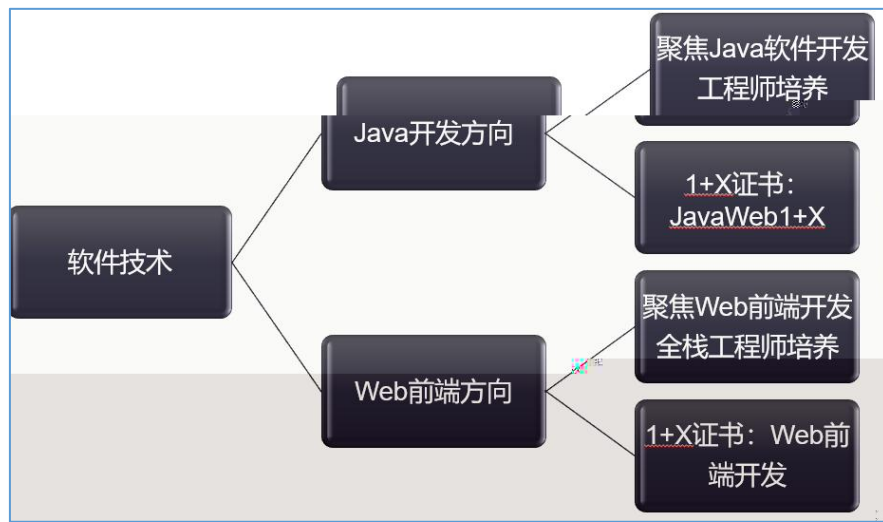 软件技术
Java开发方向
聚焦Java软件开发
工程师培养
1+X证书：
JavaWeb1+X
Web前端方向
聚焦Web前端开发
全栈工程师培养
1+X证书：Web前
端开发